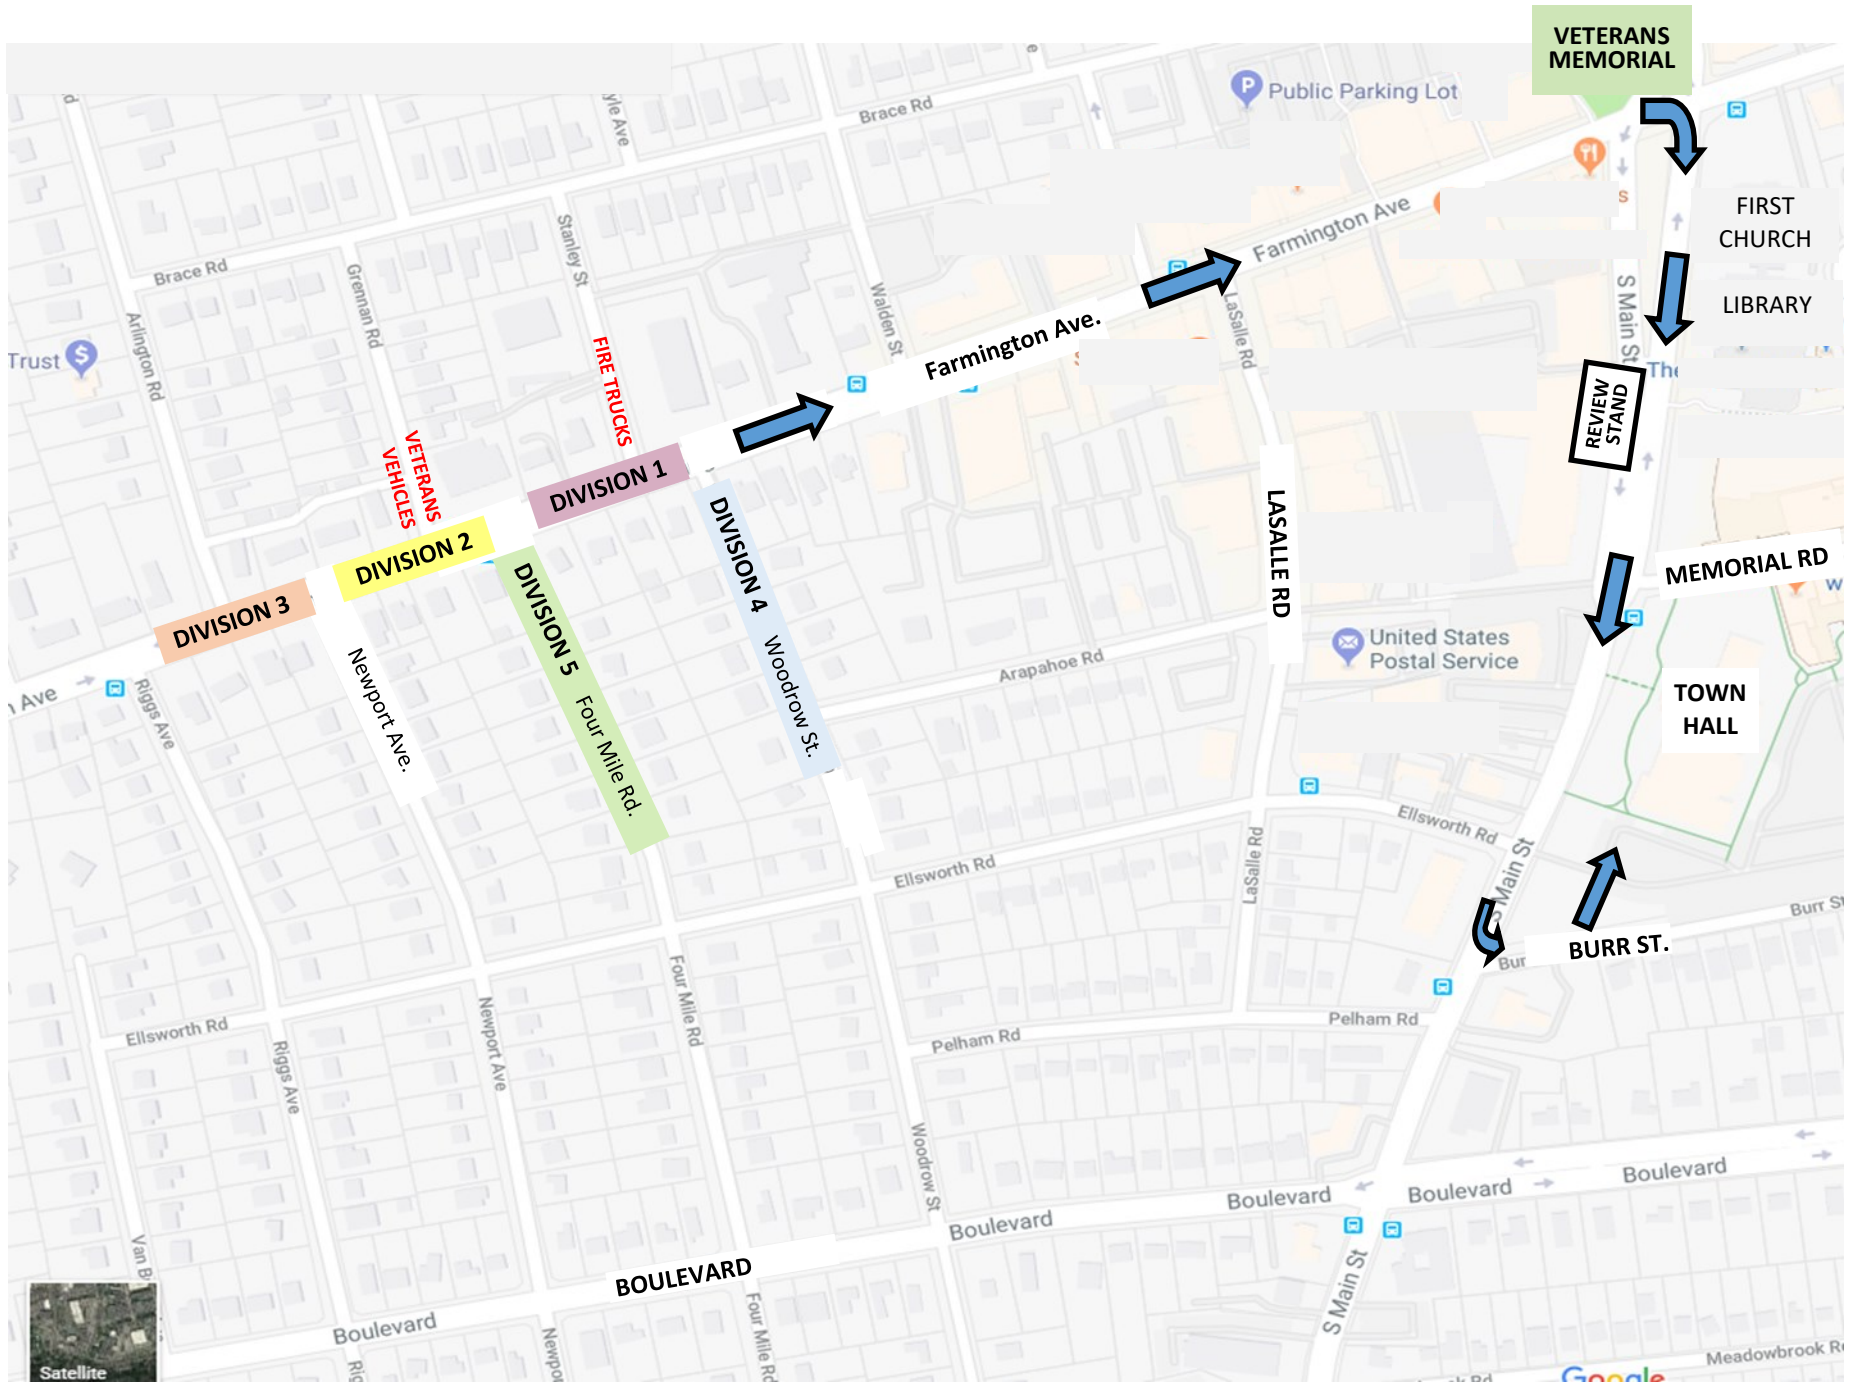 VETERANS
MEMORIAL
Public Parking Lot
Brace Rd
FIRST
CHURCH
LIBRARY
Farmington Ave
S Main St
Stanley St
Brace Rd
Grennan Rd
Arlington Rd
Walden St
LaSalle Rd
Trust
Farmington Ave.
FIRE TRUCKS
VETERANS
VEHICLES
REVIEW
STAND
DIVISION 1
DIVISION 2
DIVISION 3
DIVISION 4
Woodrow St.
DIVISION 5
Four Mile Rd.
Newport Ave.
LASALLE RD
MEMORIAL RD
United States
Postal Service
Arapahoe Rd
TOWN
HALL
Ave
Riggs Ave
Ellsworth Rd
S Main St
LaSalle Rd
Ellsworth Rd
Burr St
BURR ST.
Bur
Four Mile Rd
Newport Ave
Ellsworth Rd
Riggs Ave
Pelham Rd
Pelham Rd
Woodrow St
Boulevard
Boulevard
Boulevard
Boulevard
BOULEVARD
Boulevard
S Main St
Four Mile Rd
Satellite
Meadowbrook
Google